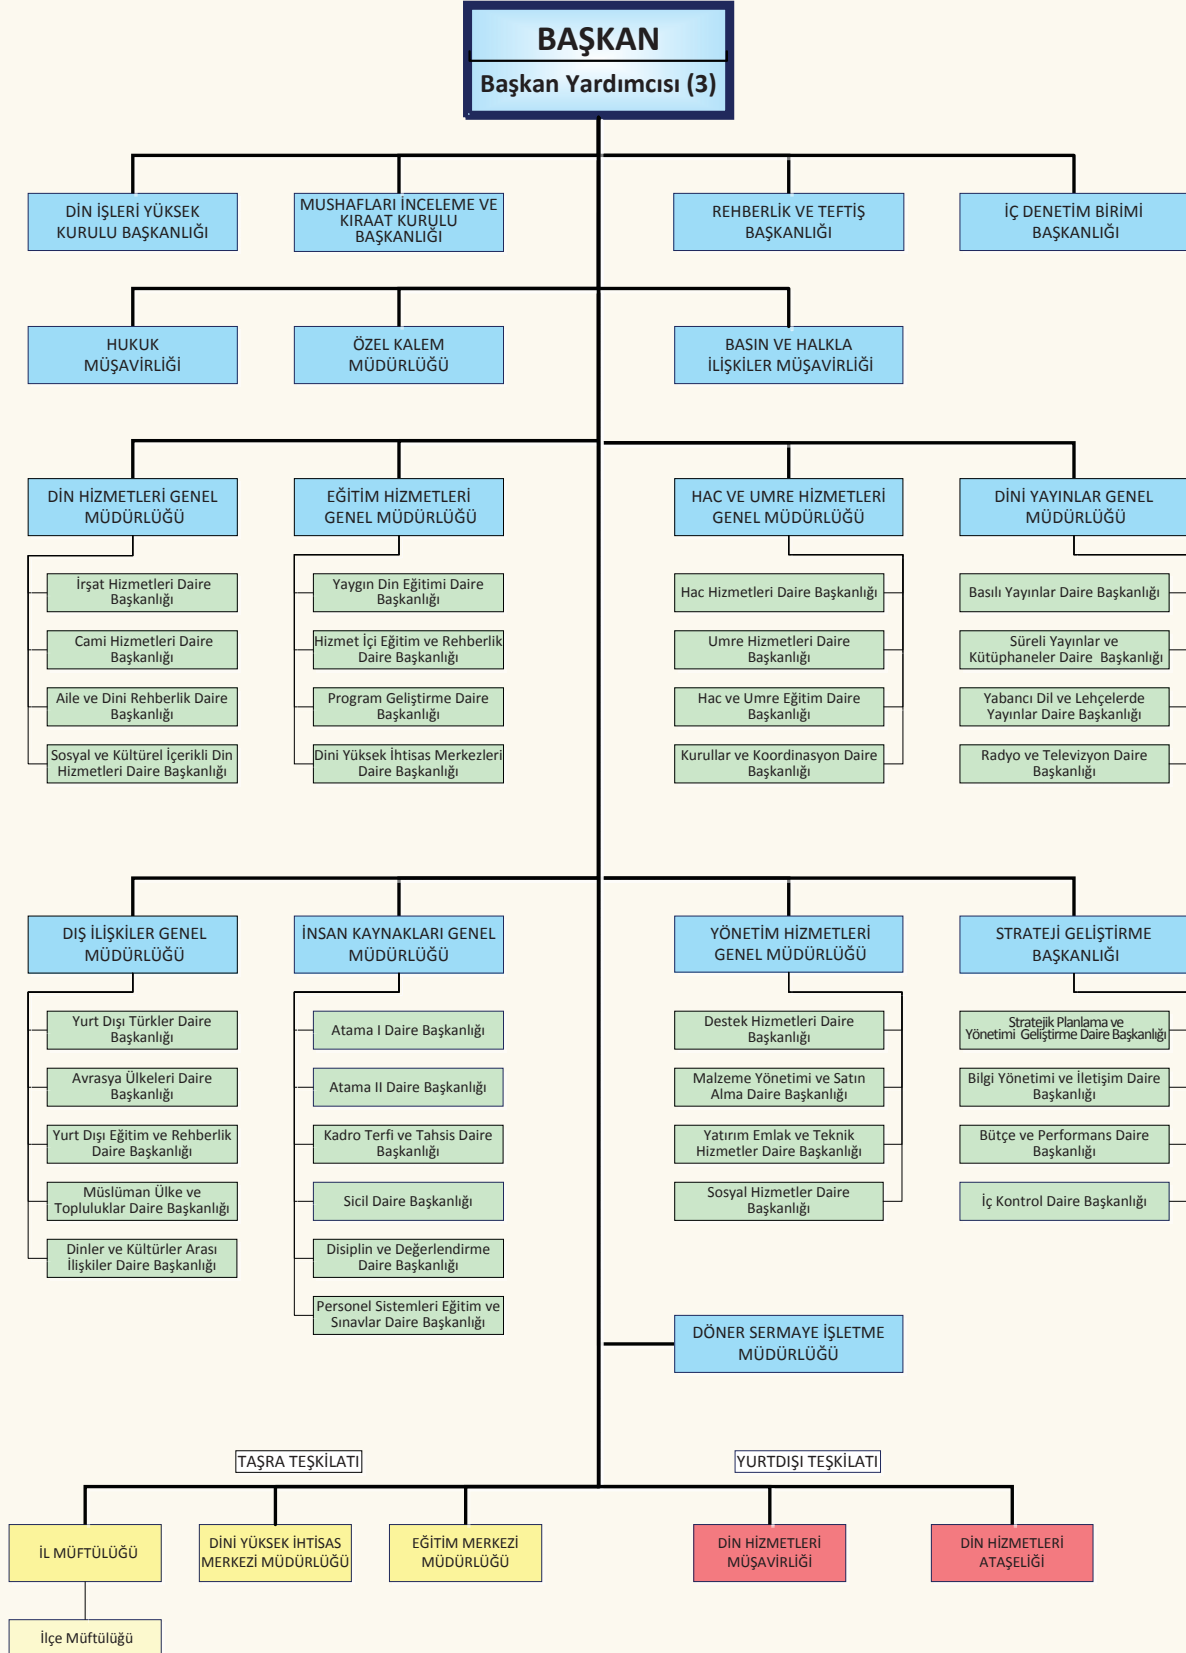 BAŞKAN
Başkan Yardımcısı (3)
DİN İŞLERİ YÜKSEK
KURULU BAŞKANLIĞI
MUSHAFLARI İNCELEME VE
KIRAAT KURULU
BAŞKANLIĞI
REHBERLİK VE TEFTİŞ
BAŞKANLIĞI
İÇ DENETİM BİRİMİ
BAŞKANLIĞI
HUKUK
MÜŞAVİRLİĞİ
ÖZEL KALEM
MÜDÜRLÜĞÜ
BASIN VE HALKLA
İLİŞKİLER MÜŞAVİRLİĞİ
DİN HİZMETLERİ GENEL
MÜDÜRLÜĞÜ
İrşat Hizmetleri Daire
Başkanlığı
Cami Hizmetleri Daire
Başkanlığı
Aile ve Dini Rehberlik Daire
Başkanlığı
Sosyal ve Kültürel İçerikli Din
Hizmetleri Daire Başkanlığı
EĞİTİM HİZMETLERİ
GENEL MÜDÜRLÜĞÜ
Yaygın Din Eğitimi Daire
Başkanlığı
Hizmet İçi Eğitim ve Rehberlik
Daire Başkanlığı
Program Geliştirme Daire
Başkanlığı
Dini Yüksek İhtisas Merkezleri
Daire Başkanlığı
HAC VE UMRE HİZMETLERİ
GENEL MÜDÜRLÜĞÜ
Hac Hizmetleri Daire Başkanlığı
Umre Hizmetleri Daire
Başkanlığı
Hac ve Umre Eğitim Daire
Başkanlığı
Kurullar ve Koordinasyon Daire
Başkanlığı
DİNİ YAYINLAR GENEL
MÜDÜRLÜĞÜ
Basılı Yayınlar Daire Başkanlığı
Süreli Yayınlar ve
Kütüphaneler Daire Başkanlığı
Yabancı Dil ve Lehçelerde
Yayınlar Daire Başkanlığı
Radyo ve Televizyon Daire
Başkanlığı
DIŞ İLİŞKİLER GENEL
MÜDÜRLÜĞÜ
Yurt Dışı Türkler Daire
Başkanlığı
Avrasya Ülkeleri Daire
Başkanlığı
Yurt Dışı Eğitim ve Rehberlik
Daire Başkanlığı
Müslüman Ülke ve
Topluluklar Daire Başkanlığı
Dinler ve Kültürler Arası
İlişkiler Daire Başkanlığı
İNSAN KAYNAKLARI GENEL
MÜDÜRLÜĞÜ
Atama I Daire Başkanlığı
Atama II Daire Başkanlığı
Kadro Terfi ve Tahsis Daire
Başkanlığı
Sicil Daire Başkanlığı
Disiplin ve Değerlendirme
Daire Başkanlığı
Personel Sistemleri Eğitim ve
Sınavlar Daire Başkanlığı
YÖNETİM HİZMETLERİ
GENEL MÜDÜRLÜĞÜ
Destek Hizmetleri Daire
Başkanlığı
Malzeme Yönetimi ve Satın
Alma Daire Başkanlığı
Yatırım Emlak ve Teknik
Hizmetler Daire Başkanlığı
Sosyal Hizmetler Daire
Başkanlığı
STRATEJİ GELİŞTİRME
BAŞKANLIĞI
Stratejik Planlama ve
Yönetimi Geliştirme Daire Başkanlığı
Bilgi Yönetimi ve İletişim Daire
Başkanlığı
Bütçe ve Performans Daire
Başkanlığı
İç Kontrol Daire Başkanlığı
DÖNER SERMAYE İŞLETME
MÜDÜRLÜĞÜ
TAŞRA TEŞKİLATI
YURTDIŞI TEŞKİLATI
İL MÜFTÜLÜĞÜ
DİNİ YÜKSEK İHTİSAS
MERKEZİ MÜDÜRLÜĞÜ
EĞİTİM MERKEZİ
MÜDÜRLÜĞÜ
DİN HİZMETLERİ
MÜŞAVİRLİĞİ
DİN HİZMETLERİ
ATAŞELİĞİ
İlçe Müftülüğü